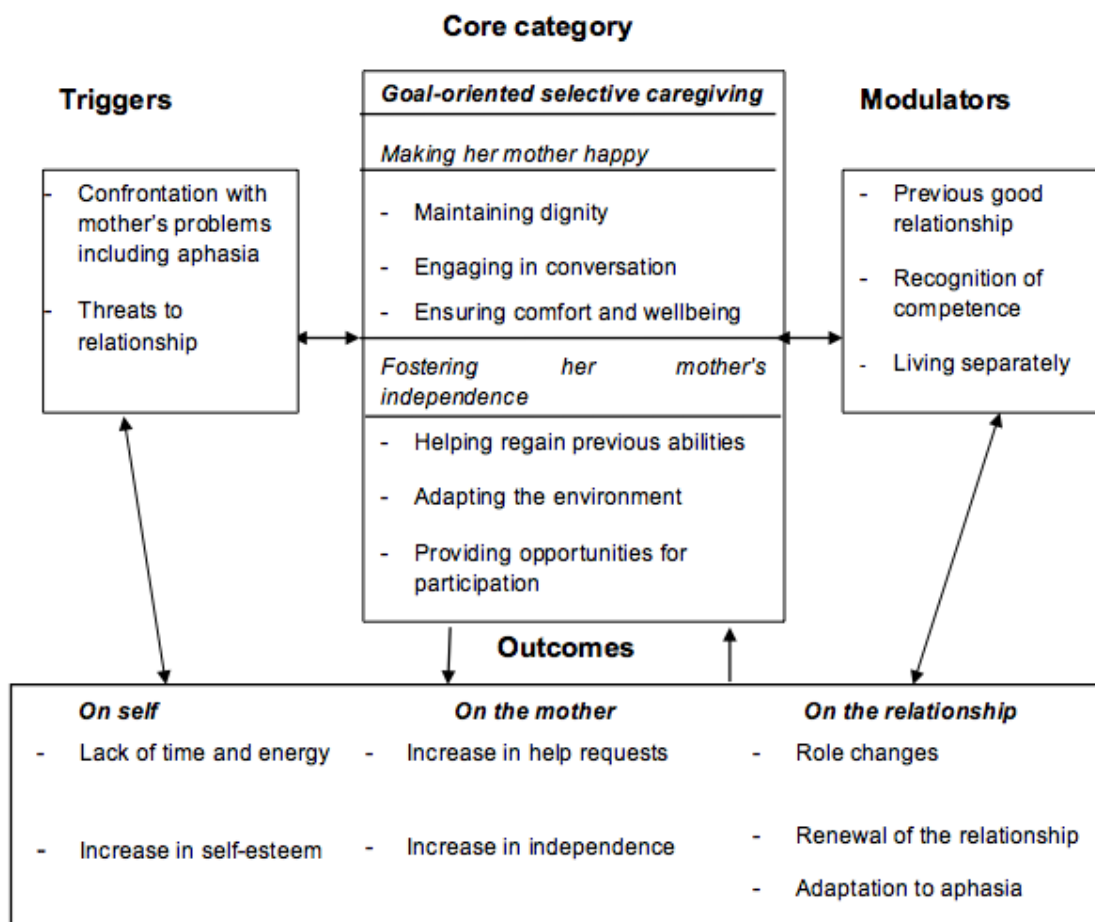 Core category
Triggers
- Confrontation with
mother's problems
including aphasia
- Threats to
relationship
Goal-oriented selective caregiving
Making her mother happy
- Maintaining dignity
- Engaging in conversation
- Ensuring comfort and wellbeing
Fostering her mother's
independence
- Helping regain previous abilities
- Adapting the environment
- Providing opportunities for
participation
Modulators
- Previous good
relationship
- Recognition of
competence
- Living separately
Outcomes
On self
- Lack of time and energy
- Increase in self-esteem
On the mother
- Increase in help requests
- Increase in independence
On the relationship
- Role changes
- Renewal of the relationship
- Adaptation to aphasia